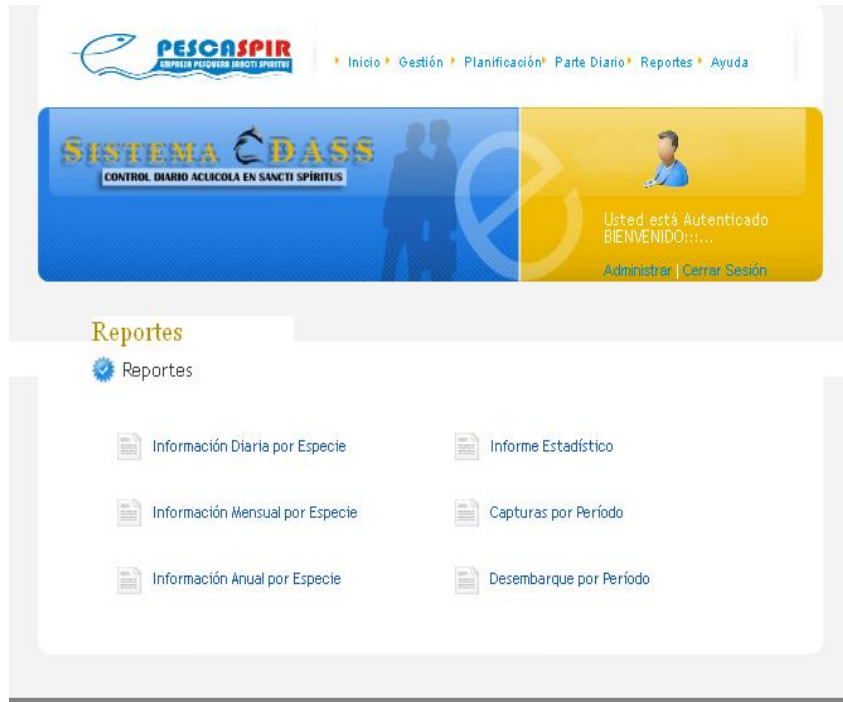 PESCASPIR
EMPRESA PESQUERA SANCTI SPIRITUS
Inicio Gestión Planificación Parte Diario Reportes Ayuda
SISTEMA CDASS
CONTROL DIARIO ACUICOLA EN SANCTI SPÍRITUS
Usted está Autenticado
BIENVENIDO:::...
Administrar | Cerrar Sesión
Reportes
Reportes
Información Diaria por Especie
Informe Estadístico
Información Mensual por Especie
Capturas por Período
Información Anual por Especie
Desembarque por Período